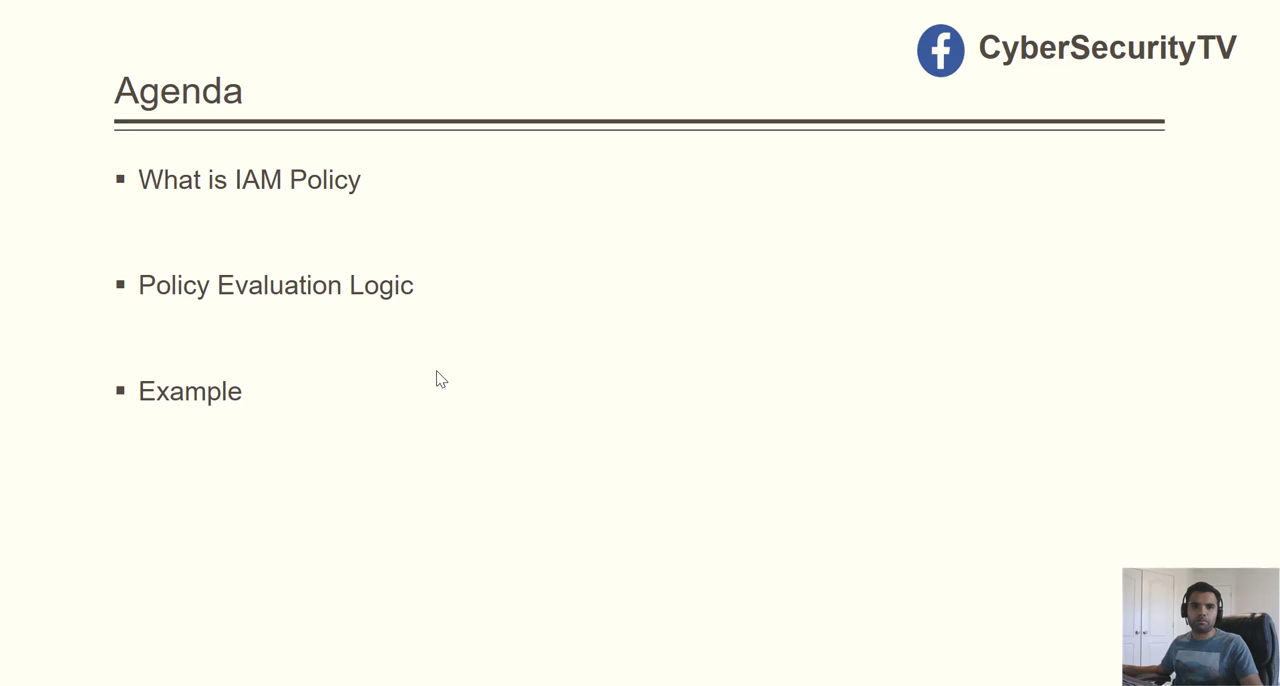 CyberSecurityTV
Agenda
What is IAM Policy
Policy Evaluation Logic
Example